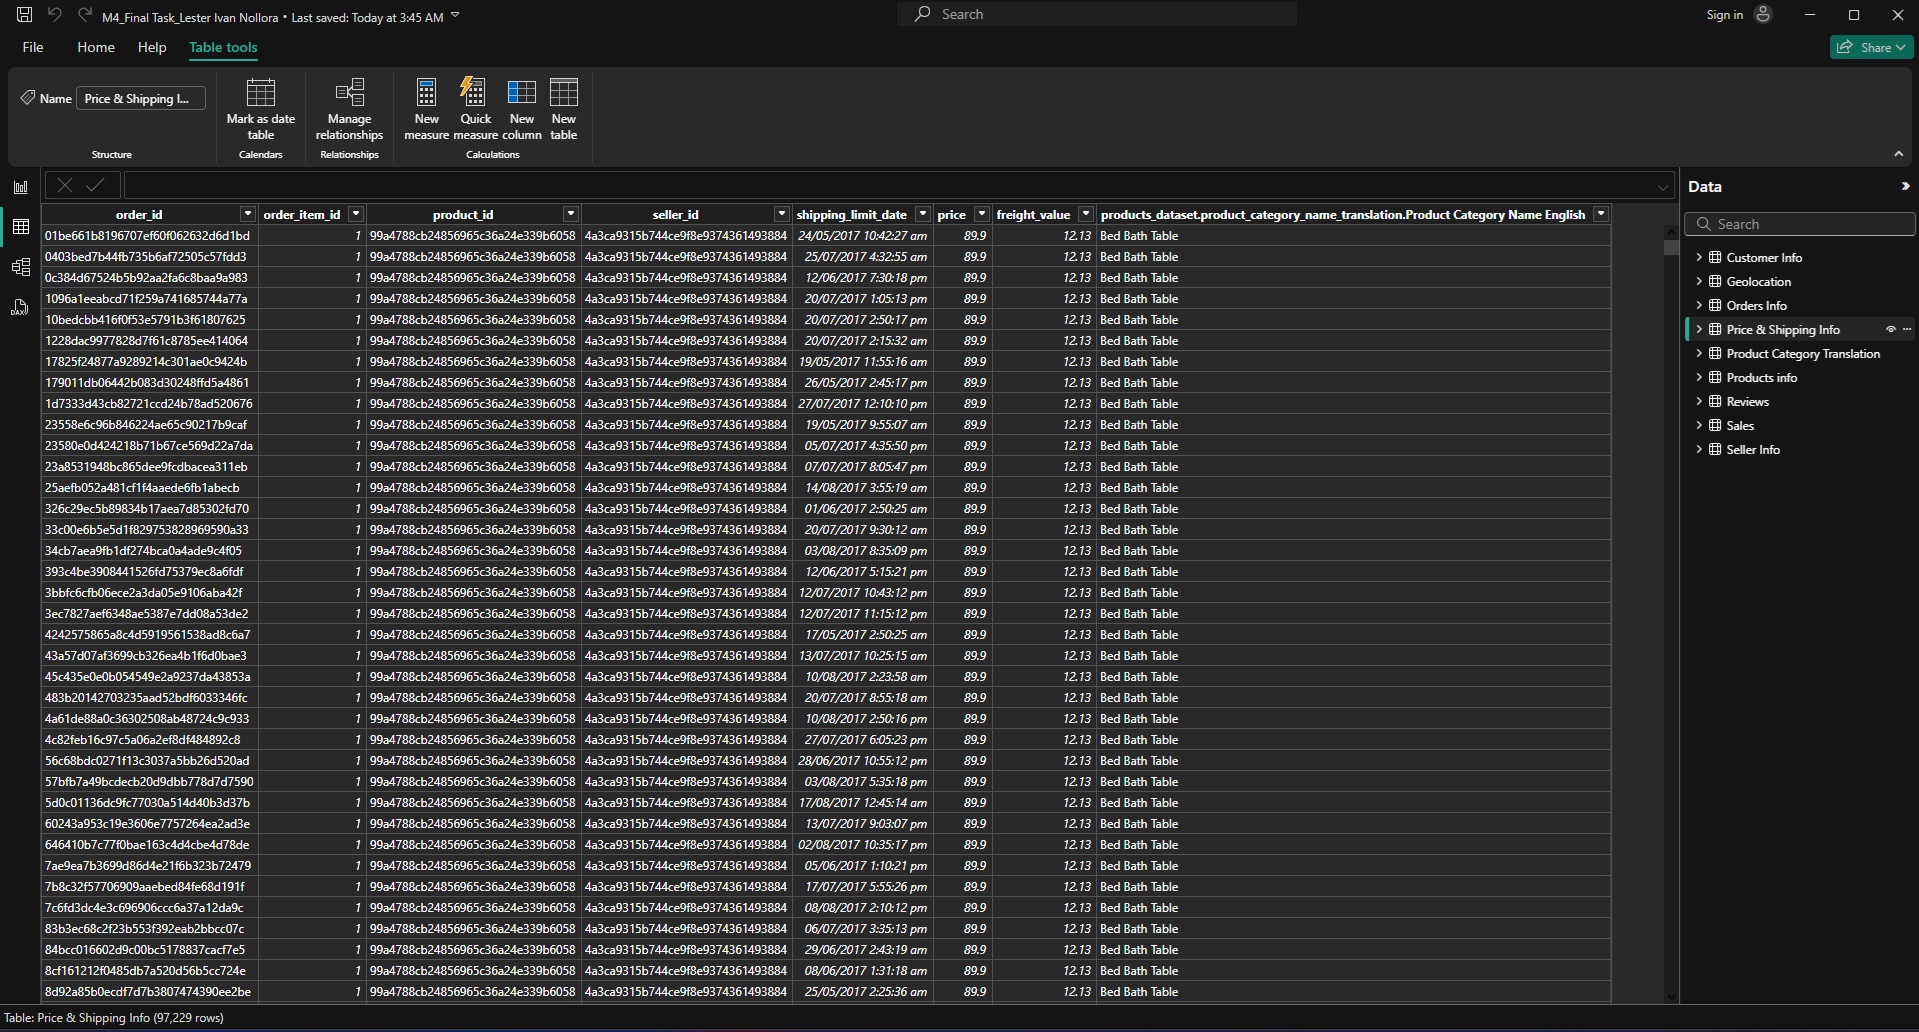 M4_Final Task_Lester Ivan Nollora • Last saved: Today at 3:45 AM
Search
Sign in
File Home Help Table tools
Share
Name Price & Shipping I...
Mark as date table
Manage relationships
New measure
Quick measure
New column
New table
Structure Calendars Relationships Calculations
order_id order_item_id product_id seller_id shipping_limit_date price freight_value products_dataset.product_category_name_translation.Product Category Name English
01be661b8196707ef60f062632d6d1bd 1 99a4788cb24856965c36a24e339b6058 4a3ca9315b744ce9f8e9374361493884 24/05/2017 10:42:27 am 89.9 12.13 Bed Bath Table
0403bed7b44fb735b6af72505c57fdd3 1 99a4788cb24856965c36a24e339b6058 4a3ca9315b744ce9f8e9374361493884 25/07/2017 4:32:55 am 89.9 12.13 Bed Bath Table
0c384d67524b5b92aa2fa6c8baa9a983 1 99a4788cb24856965c36a24e339b6058 4a3ca9315b744ce9f8e9374361493884 12/06/2017 7:30:18 pm 89.9 12.13 Bed Bath Table
1096a1eeabcd71f259a741685744a77a 1 99a4788cb24856965c36a24e339b6058 4a3ca9315b744ce9f8e9374361493884 20/07/2017 1:05:13 pm 89.9 12.13 Bed Bath Table
10bedcbb416f0f53e5791b3f61807625 1 99a4788cb24856965c36a24e339b6058 4a3ca9315b744ce9f8e9374361493884 20/07/2017 2:50:17 pm 89.9 12.13 Bed Bath Table
1228dac9977828d7f61c8785ee414064 1 99a4788cb24856965c36a24e339b6058 4a3ca9315b744ce9f8e9374361493884 20/07/2017 2:15:32 am 89.9 12.13 Bed Bath Table
17825f24877a9289214c301ae0c9424b 1 99a4788cb24856965c36a24e339b6058 4a3ca9315b744ce9f8e9374361493884 19/05/2017 11:55:16 am 89.9 12.13 Bed Bath Table
179011db06442b083d30248ffd5a4861 1 99a4788cb24856965c36a24e339b6058 4a3ca9315b744ce9f8e9374361493884 26/05/2017 2:45:17 pm 89.9 12.13 Bed Bath Table
1d7333d43cb82721ccd24b78ad520676 1 99a4788cb24856965c36a24e339b6058 4a3ca9315b744ce9f8e9374361493884 27/07/2017 12:10:10 pm 89.9 12.13 Bed Bath Table
23558e6c96b846224ae65c90217b9caf 1 99a4788cb24856965c36a24e339b6058 4a3ca9315b744ce9f8e9374361493884 19/05/2017 9:55:07 am 89.9 12.13 Bed Bath Table
23580e0d424218b71b67ce569d22a7da 1 99a4788cb24856965c36a24e339b6058 4a3ca9315b744ce9f8e9374361493884 05/07/2017 4:35:50 pm 89.9 12.13 Bed Bath Table
23a8531948bc865dee9fcdbacea311eb 1 99a4788cb24856965c36a24e339b6058 4a3ca9315b744ce9f8e9374361493884 07/07/2017 8:05:47 pm 89.9 12.13 Bed Bath Table
25aefb052a481cf1f4aaede6fb1abecb 1 99a4788cb24856965c36a24e339b6058 4a3ca9315b744ce9f8e9374361493884 14/08/2017 3:55:19 am 89.9 12.13 Bed Bath Table
326c29ec5b89834b17aea7d85302fd70 1 99a4788cb24856965c36a24e339b6058 4a3ca9315b744ce9f8e9374361493884 01/06/2017 2:50:25 am 89.9 12.13 Bed Bath Table
33c00e6b5e5d1f829753828969590a33 1 99a4788cb24856965c36a24e339b6058 4a3ca9315b744ce9f8e9374361493884 20/07/2017 9:30:12 am 89.9 12.13 Bed Bath Table
34cb7aea9fb1df274bca0a4ade9c4f05 1 99a4788cb24856965c36a24e339b6058 4a3ca9315b744ce9f8e9374361493884 03/08/2017 8:35:09 pm 89.9 12.13 Bed Bath Table
393c4be3908441526fd75379ec8a6fdf 1 99a4788cb24856965c36a24e339b6058 4a3ca9315b744ce9f8e9374361493884 12/06/2017 5:15:21 pm 89.9 12.13 Bed Bath Table
3bbfc6cfb06ece2a3da05e9106aba42f 1 99a4788cb24856965c36a24e339b6058 4a3ca9315b744ce9f8e9374361493884 12/07/2017 10:43:12 pm 89.9 12.13 Bed Bath Table
3ec7827aef6348ae5387e7dd08a53de2 1 99a4788cb24856965c36a24e339b6058 4a3ca9315b744ce9f8e9374361493884 12/07/2017 11:15:12 pm 89.9 12.13 Bed Bath Table
4242575865a8c4d5919561538ad8c6a7 1 99a4788cb24856965c36a24e339b6058 4a3ca9315b744ce9f8e9374361493884 17/05/2017 2:50:25 am 89.9 12.13 Bed Bath Table
43a57d07af3699cb326ea4b1f6d0bae3 1 99a4788cb24856965c36a24e339b6058 4a3ca9315b744ce9f8e9374361493884 13/07/2017 10:25:15 am 89.9 12.13 Bed Bath Table
45c435e0e0b054549e2a9237da43853a 1 99a4788cb24856965c36a24e339b6058 4a3ca9315b744ce9f8e9374361493884 10/08/2017 2:23:58 am 89.9 12.13 Bed Bath Table
483b20142703235aad52bdf6033346fc 1 99a4788cb24856965c36a24e339b6058 4a3ca9315b744ce9f8e9374361493884 20/07/2017 8:55:18 am 89.9 12.13 Bed Bath Table
4a61de88a0c36302508ab48724c9c933 1 99a4788cb24856965c36a24e339b6058 4a3ca9315b744ce9f8e9374361493884 10/08/2017 2:50:16 pm 89.9 12.13 Bed Bath Table
4c82feb16c97c5a06a2ef8df484892c8 1 99a4788cb24856965c36a24e339b6058 4a3ca9315b744ce9f8e9374361493884 27/07/2017 6:05:23 pm 89.9 12.13 Bed Bath Table
56c68bdc0271f13c3037a5bb26d520ad 1 99a4788cb24856965c36a24e339b6058 4a3ca9315b744ce9f8e9374361493884 28/06/2017 10:55:12 pm 89.9 12.13 Bed Bath Table
57bfb7a49bcdecb20d9dbb778d7d7590 1 99a4788cb24856965c36a24e339b6058 4a3ca9315b744ce9f8e9374361493884 03/08/2017 5:35:18 pm 89.9 12.13 Bed Bath Table
5d0c01136dc9fc77030a514d40b3d37b 1 99a4788cb24856965c36a24e339b6058 4a3ca9315b744ce9f8e9374361493884 17/08/2017 12:45:14 am 89.9 12.13 Bed Bath Table
60243a953c19e3606e7757264ea2ad3e 1 99a4788cb24856965c36a24e339b6058 4a3ca9315b744ce9f8e9374361493884 13/07/2017 9:03:07 pm 89.9 12.13 Bed Bath Table
646410b7c77f0bae163c4d4cbe4d78de 1 99a4788cb24856965c36a24e339b6058 4a3ca9315b744ce9f8e9374361493884 02/08/2017 10:35:17 pm 89.9 12.13 Bed Bath Table
7ae9ea7b3699d86d4e21f6b323b72479 1 99a4788cb24856965c36a24e339b6058 4a3ca9315b744ce9f8e9374361493884 05/06/2017 1:10:21 pm 89.9 12.13 Bed Bath Table
7b8c32f57706909aaebed84fe68d191f 1 99a4788cb24856965c36a24e339b6058 4a3ca9315b744ce9f8e9374361493884 17/07/2017 5:55:26 pm 89.9 12.13 Bed Bath Table
7c6fd3dc4e3c696906ccc6a37a12da9c 1 99a4788cb24856965c36a24e339b6058 4a3ca9315b744ce9f8e9374361493884 08/08/2017 2:10:12 pm 89.9 12.13 Bed Bath Table
83b3ec68c2f23b553f392eab2bbcc07c 1 99a4788cb24856965c36a24e339b6058 4a3ca9315b744ce9f8e9374361493884 06/07/2017 3:35:13 pm 89.9 12.13 Bed Bath Table
84bcc016602d9c00bc5178837cacf7e5 1 99a4788cb24856965c36a24e339b6058 4a3ca9315b744ce9f8e9374361493884 29/06/2017 2:43:19 am 89.9 12.13 Bed Bath Table
8cf161212f0485db7a520d56b5cc724e 1 99a4788cb24856965c36a24e339b6058 4a3ca9315b744ce9f8e9374361493884 08/06/2017 1:31:18 am 89.9 12.13 Bed Bath Table
8d92a85b0ecdf7d7b3807474390ee2be 1 99a4788cb24856965c36a24e339b6058 4a3ca9315b744ce9f8e9374361493884 25/05/2017 2:25:36 am 89.9 12.13 Bed Bath Table
Data
Search
Customer Info
Geolocation
Orders Info
Price & Shipping Info
Product Category Translation
Products info
Reviews
Sales
Seller Info
DAX
Table: Price & Shipping Info (97,229 rows)